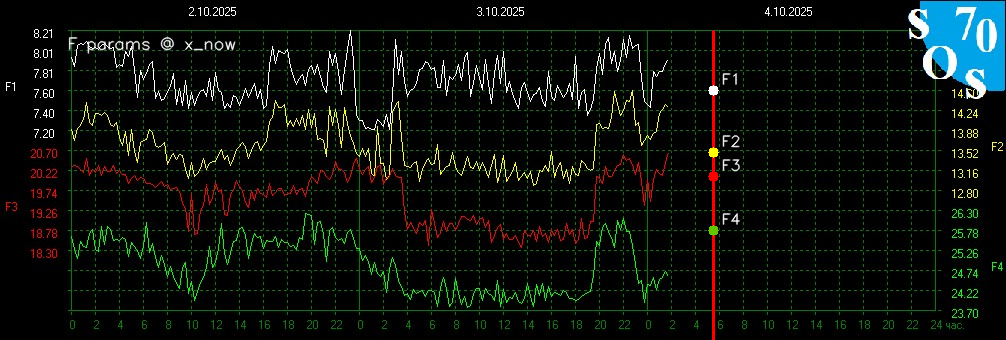 2.10.2025 3.10.2025 4.10.2025
SOS 70
F params @ x_now
F1
8.21
8.01
7.81
7.60
7.40
7.20
F3
20.70
20.22
19.74
19.26
18.78
18.30
F1
F2
F3
F4
14.24
13.88
13.52
13.16
12.80
F2
26.30
25.78
25.26
24.74
24.22
23.70
F4
0 2 4 6 8 10 12 14 16 18 20 22 0 2 4 6 8 10 12 14 16 18 20 22 0 2 4 6 8 10 12 14 16 18 20 22 24 час.